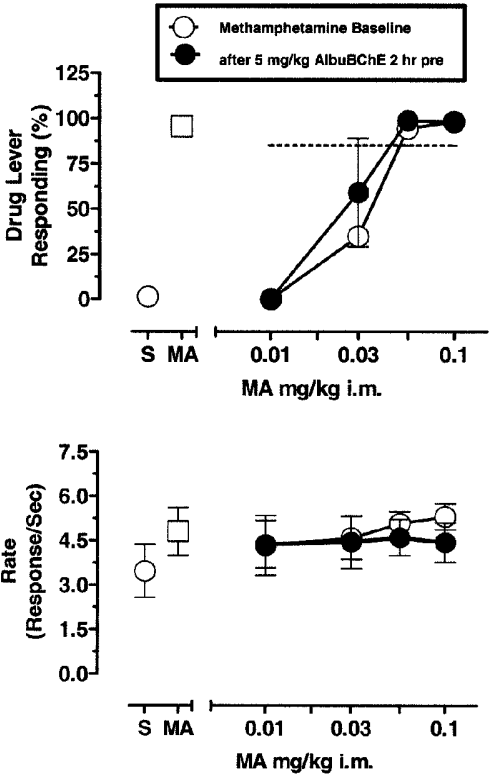 Methamphetamine Baseline
after 5 mg/kg AlbuBChE 2 hr pre
Drug Lever
Responding (%)
125
100
75
50
25
0
S MA 0.01 0.03 0.1
MA mg/kg i.m.
Rate
(Response/Sec)
7.5
6.0
4.5
3.0
1.5
0.0
S MA 0.01 0.03 0.1
MA mg/kg i.m.